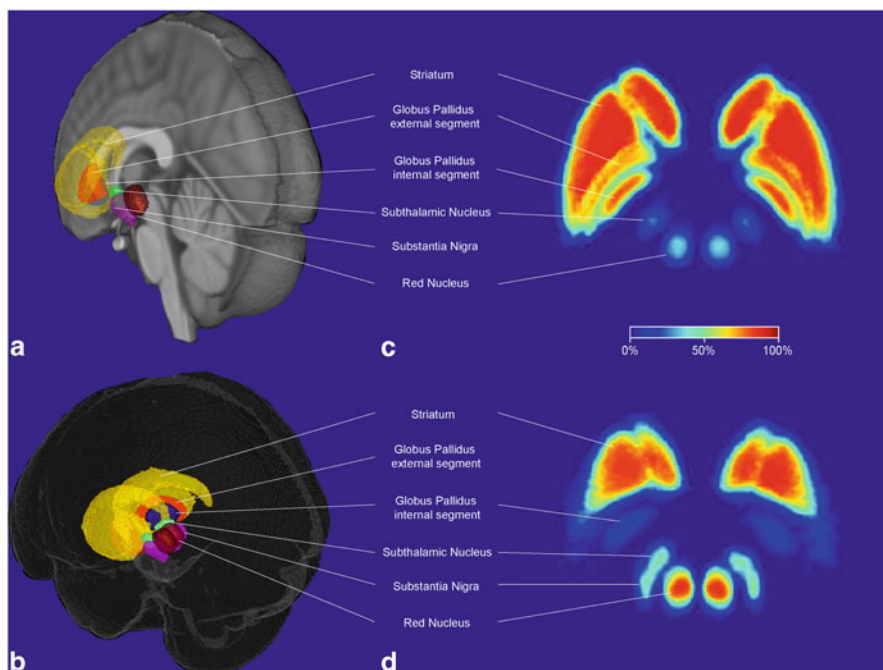 Striatum
Globus Pallidus
external segment
Globus Pallidus
internal segment
Subthalamic Nucleus
Substantia Nigra
Red Nucleus
a
c
0%
50%
100%
Striatum
Globus Pallidus
external segment
Globus Pallidus
internal segment
Subthalamic Nucleus
Substantia Nigra
Red Nucleus
b
d